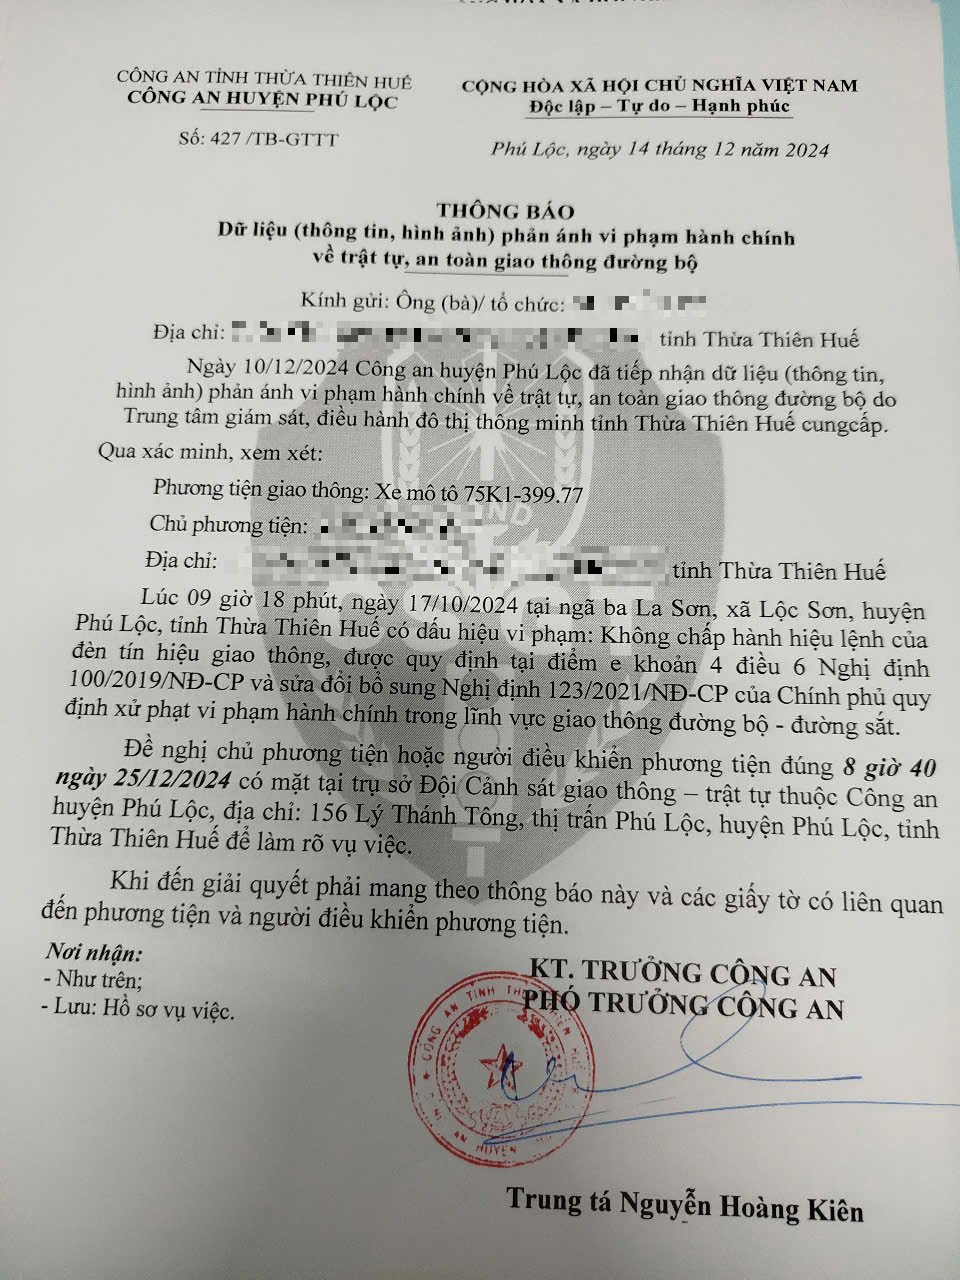 CÔNG AN TỈNH THỪA THIÊN HUẾ
CÔNG AN HUYỆN PHÚ LỘC
Số: 427 /TB-GTTT
CỘNG HÒA XÃ HỘI CHỦ NGHĨA VIỆT NAM
Độc lập – Tự do – Hạnh phúc
Phú Lộc, ngày 14 tháng 12 năm 2024
THÔNG BÁO
Dữ liệu (thông tin, hình ảnh) phản ánh vi phạm hành chính
về trật tự, an toàn giao thông đường bộ
Kính gửi: Ông (bà)/ tổ chức:
Địa chỉ: tỉnh Thừa Thiên Huế
Ngày 10/12/2024 Công an huyện Phú Lộc đã tiếp nhận dữ liệu (thông tin,
hình ảnh) phản ánh vi phạm hành chính về trật tự, an toàn giao thông đường bộ do
Trung tâm giám sát, điều hành đô thị thông minh tỉnh Thừa Thiên Huế cungcấp.
Qua xác minh, xem xét:
Phương tiện giao thông: Xe mô tô 75K1-399.77
Chủ phương tiện:
Địa chỉ: tỉnh Thừa Thiên Huế
Lúc 09 giờ 18 phút, ngày 17/10/2024 tại ngã ba La Sơn, xã Lộc Sơn, huyện
Phú Lộc, tỉnh Thừa Thiên Huế có dấu hiệu vi phạm: Không chấp hành hiệu lệnh của
đèn tín hiệu giao thông, được quy định tại điểm e khoản 4 điều 6 Nghị định
100/2019/NĐ-CP và sửa đổi bổ sung Nghị định 123/2021/NĐ-CP của Chính phủ quy
định xử phạt vi phạm hành chính trong lĩnh vực giao thông đường bộ - đường sắt.
Đề nghị chủ phương tiện hoặc người điều khiển phương tiện đúng 8 giờ 40
ngày 25/12/2024 có mặt tại trụ sở Đội Cảnh sát giao thông – trật tự thuộc Công an
huyện Phú Lộc, địa chỉ: 156 Lý Thánh Tông, thị trấn Phú Lộc, huyện Phú Lộc, tỉnh
Thừa Thiên Huế để làm rõ vụ việc.
Khi đến giải quyết phải mang theo thông báo này và các giấy tờ có liên quan
đến phương tiện và người điều khiển phương tiện.
Nơi nhận:
- Như trên;
- Lưu: Hồ sơ vụ việc.
KT. TRƯỞNG CÔNG AN
PHÓ TRƯỞNG CÔNG AN
CÔNG AN TỈNH THỪA THIÊN HUẾ
Trung tá Nguyễn Hoàng Kiên